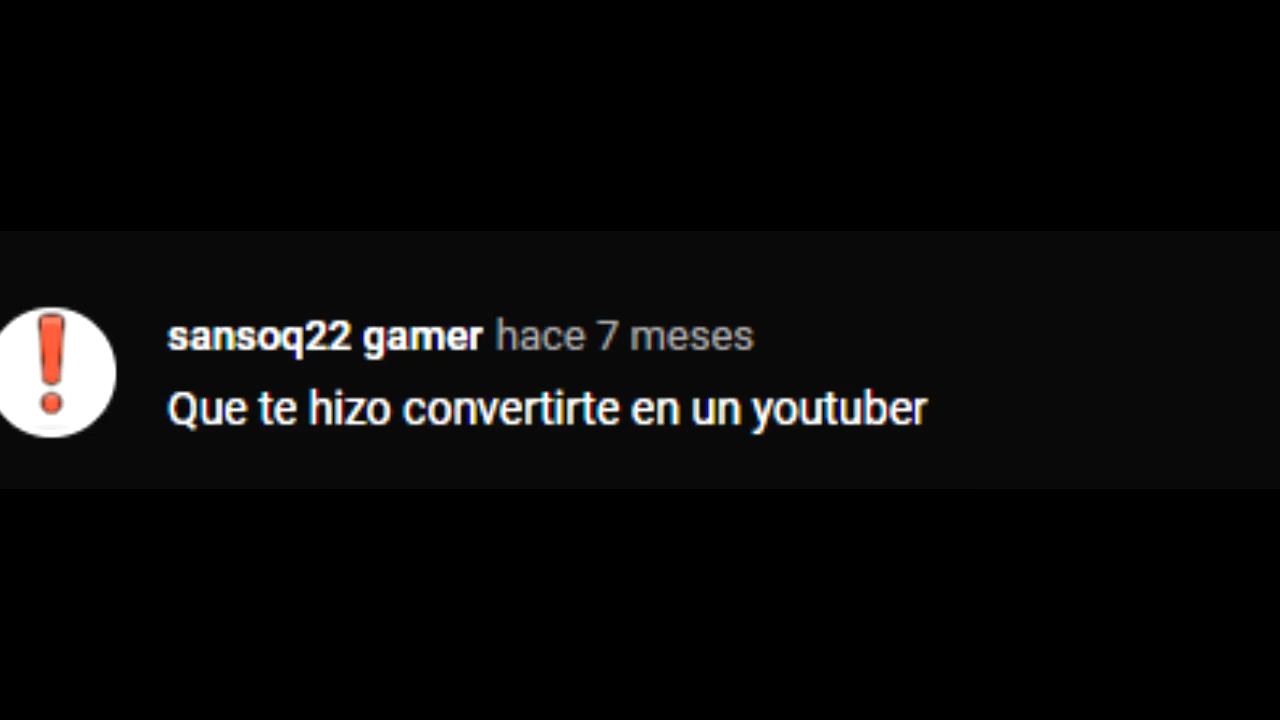 sansoq22 gamer hace 7 meses
Que te hizo convertirte en un youtuber